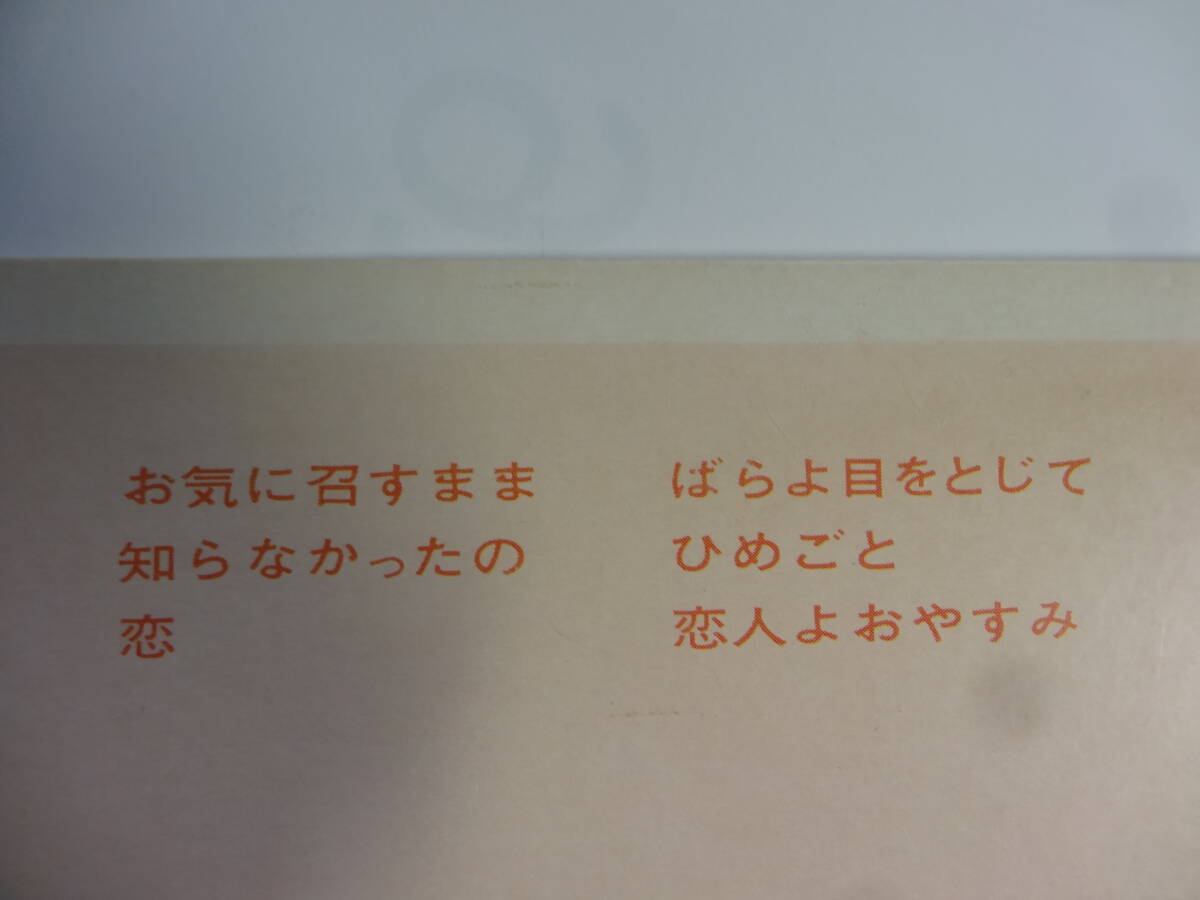 お気に召すまま
知らなかったの
恋
ばらよ目をとじて
ひめごと
恋人よおやすみ